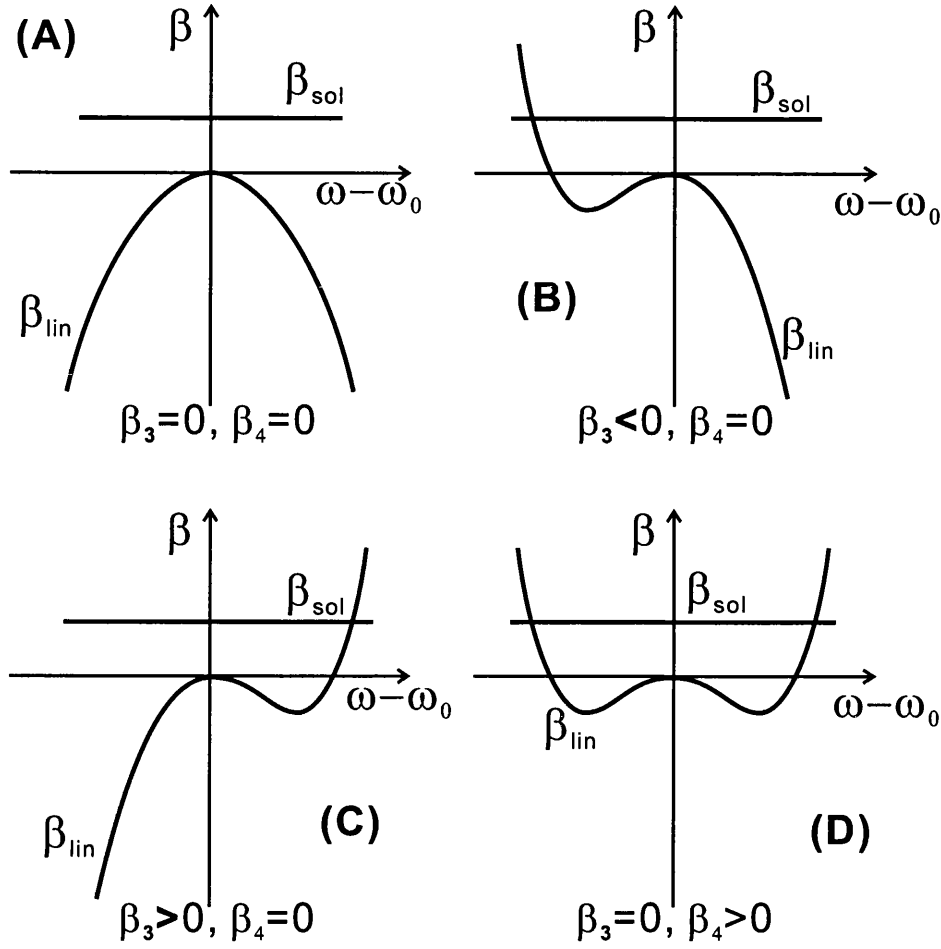 (A)
β
β_sol
ω−ω_0
β_lin
β_3=0, β_4=0
β
β_sol
ω−ω_0
(B)
β_lin
β_3<0, β_4=0
β
β_sol
ω−ω_0
(C)
β_lin
β_3>0, β_4=0
β
β_sol
ω−ω_0
β_lin
(D)
β_3=0, β_4>0